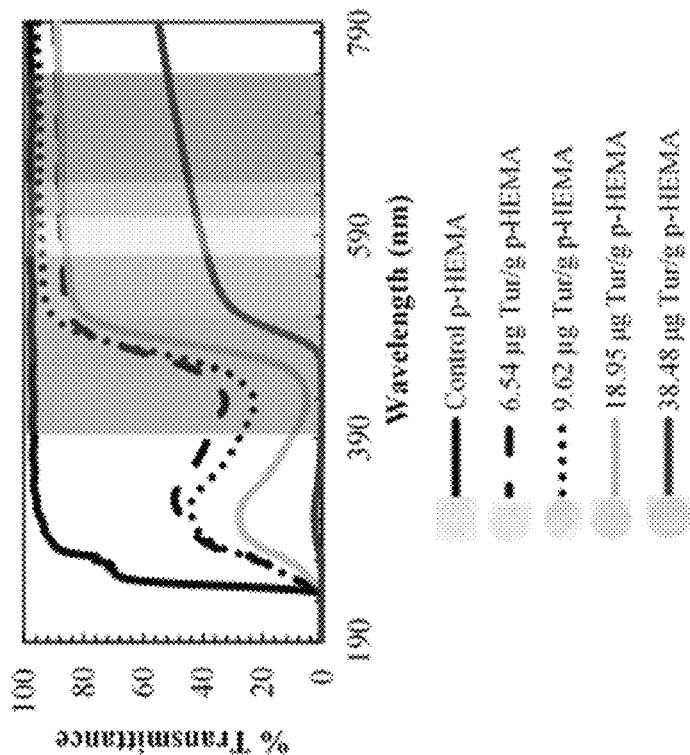 % Transmittance
100
80
60
40
20
0
190
390
590
790
Wavelength (nm)
Control p-HEMA
6.54 µg Tur/g p-HEMA
9.62 µg Tur/g p-HEMA
18.95 µg Tur/g p-HEMA
38.48 µg Tur/g p-HEMA